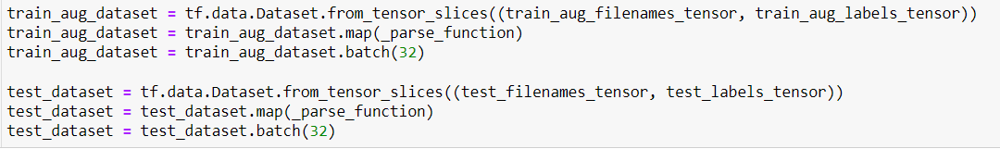 train_aug_dataset = tf.data.Dataset.from_tensor_slices((train_aug_filenames_tensor, train_aug_labels_tensor))
train_aug_dataset = train_aug_dataset.map(_parse_function)
train_aug_dataset = train_aug_dataset.batch(32)
test_dataset = tf.data.Dataset.from_tensor_slices((test_filenames_tensor, test_labels_tensor))
test_dataset = test_dataset.map(_parse_function)
test_dataset = test_dataset.batch(32)